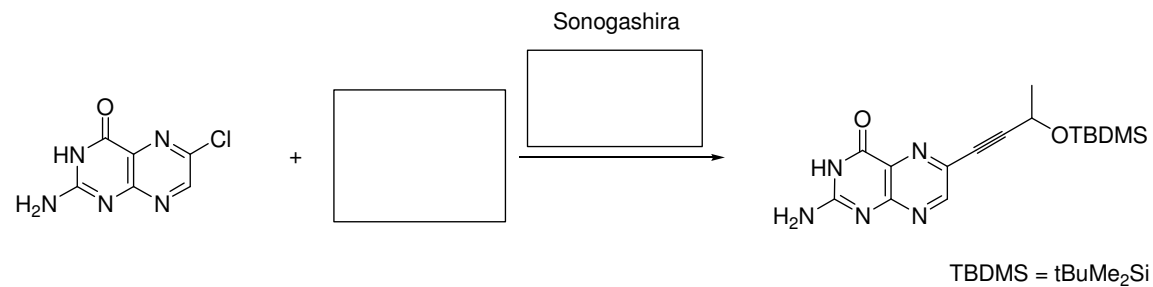 Sonogashira
O
HN
N
Cl
H₂N
N
N
+
O
HN
N
OTBDMS
H₂N
N
N
TBDMS = tBuMe₂Si